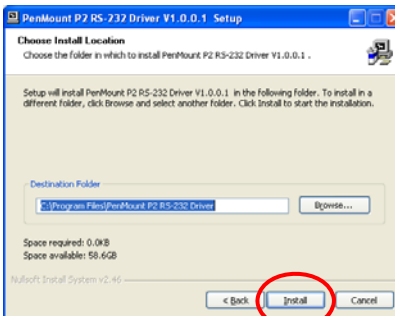 PenMount P2 RS-232 Driver V1.0.0.1 Setup
Choose Install Location
Choose the folder in which to install PenMount P2 RS-232 Driver V1.0.0.1 .
Setup will install PenMount P2 RS-232 Driver V1.0.0.1 in the following folder. To install in a
different folder, click Browse and select another folder. Click Install to start the installation.
Destination Folder
C:\Program Files\PenMount P2 RS-232 Driver
Browse...
Space required: 0.0KB
Space available: 58.6GB
Nullsoft Install System v2.46
< Back
Install
Cancel